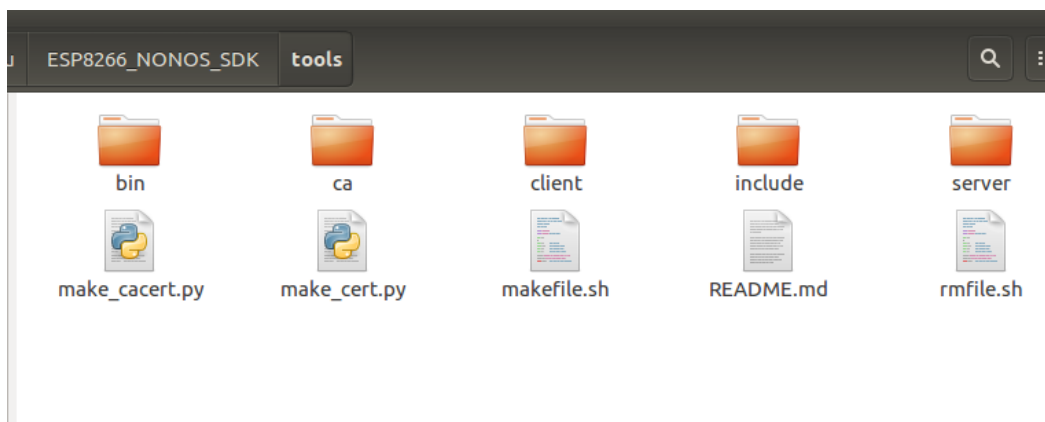 ESP8266_NONOS_SDK tools
bin ca client include server
make_cacert.py make_cert.py makefile.sh README.md rmfile.sh